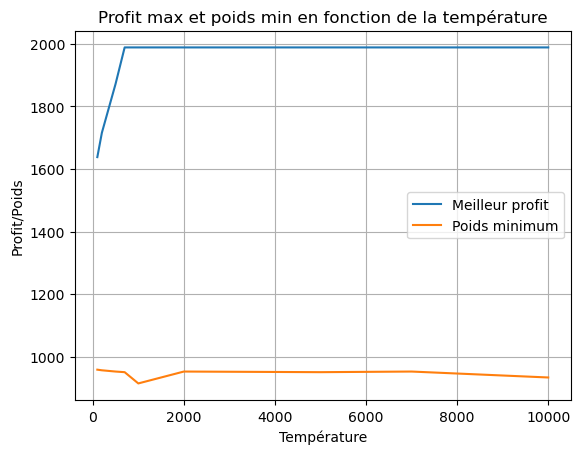 Profit max et poids min en fonction de la température
Profit/Poids
2000
1800
1600
1400
1200
1000
Meilleur profit
Poids minimum
0 2000 4000 6000 8000 10000
Température